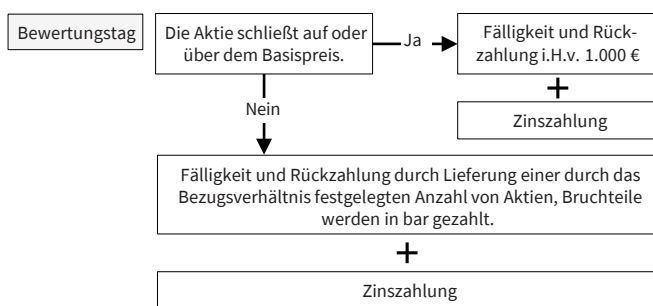 Bewertungstag
Die Aktie schließt auf oder
über dem Basispreis.
Ja
Fälligkeit und Rück-
zahlung i.H.v. 1.000 €
+
Zinszahlung
Nein
Fälligkeit und Rückzahlung durch Lieferung einer durch das
Bezugsverhältnis festgelegten Anzahl von Aktien, Bruchteile
werden in bar gezahlt.
+
Zinszahlung